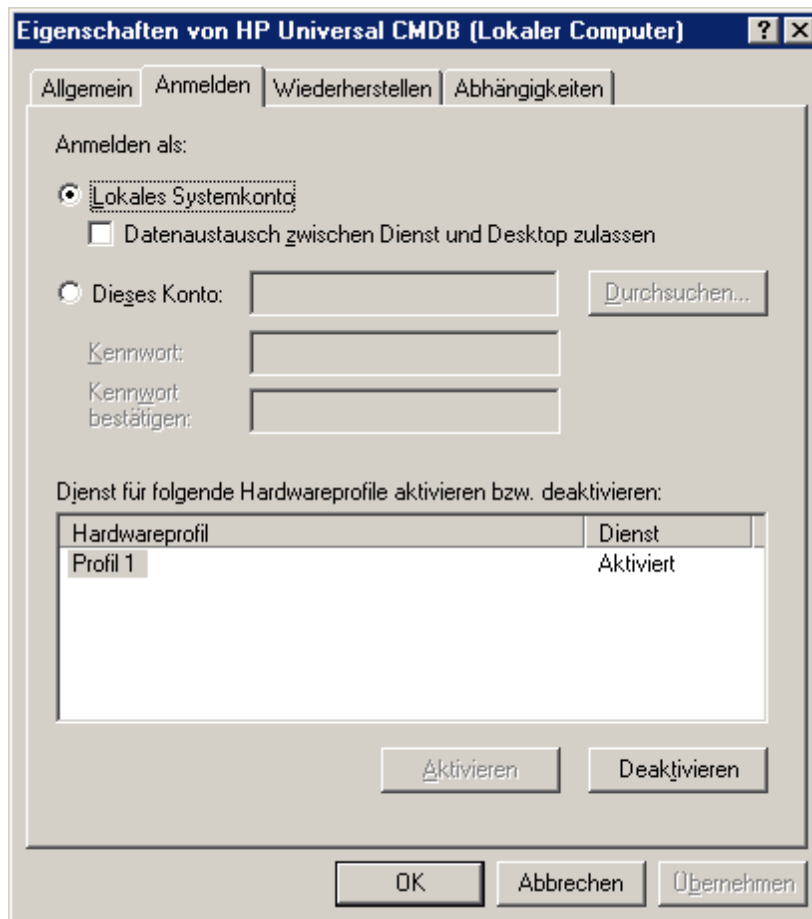 Eigenschaften von HP Universal CMDB (Lokaler Computer)
Allgemein Anmelden Wiederherstellen Abhängigkeiten
Anmelden als:
Lokales Systemkonto
Datenaustausch zwischen Dienst und Desktop zulassen
Dieses Konto: Durchsuchen...
Kennwort:
Kennwort
bestätigen:
Dienst für folgende Hardwareprofile aktivieren bzw. deaktivieren:
Hardwareprofil Dienst
Profil 1 Aktiviert
Aktivieren Deaktivieren
OK Abbrechen Übernehmen